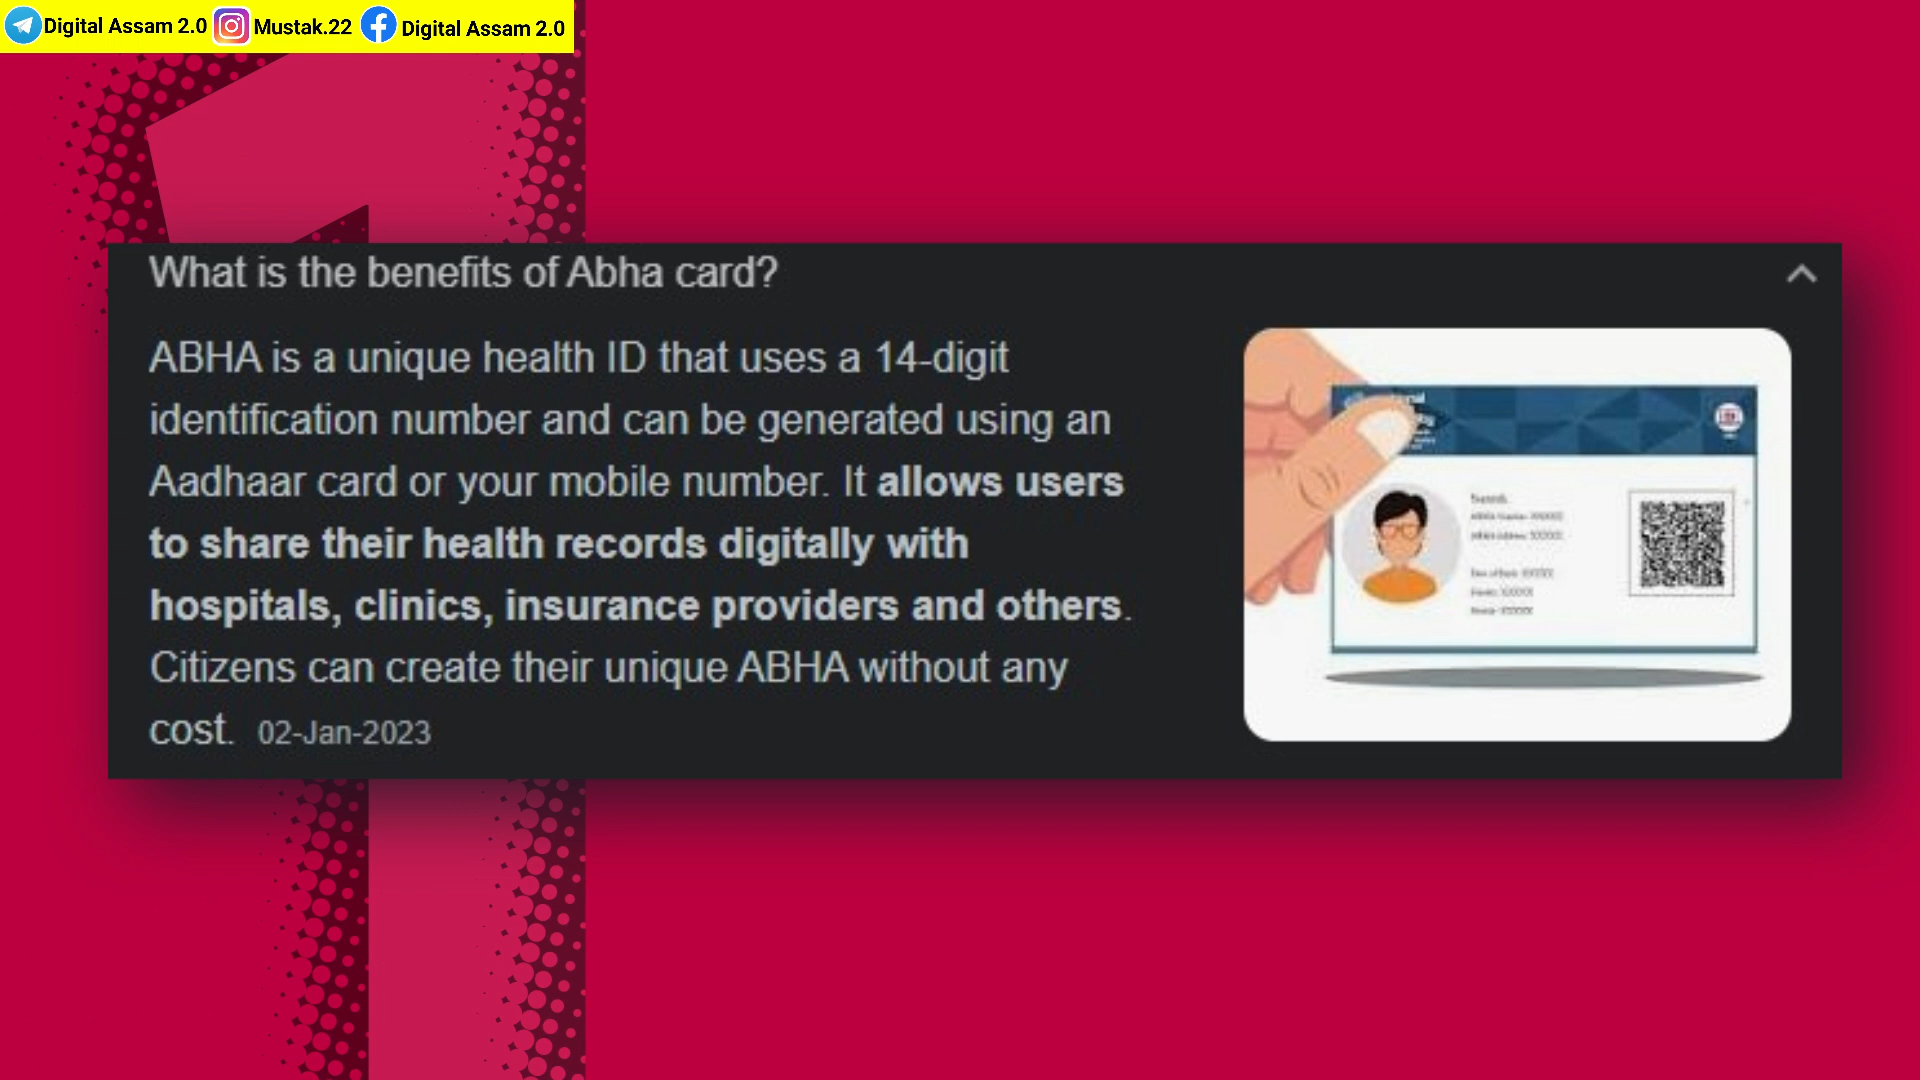 Digital Assam 2.0 Mustak.22 Digital Assam 2.0
What is the benefits of Abha card?
ABHA is a unique health ID that uses a 14-digit
identification number and can be generated using an
Aadhaar card or your mobile number. It allows users
to share their health records digitally with
hospitals, clinics, insurance providers and others.
Citizens can create their unique ABHA without any
cost. 02-Jan-2023